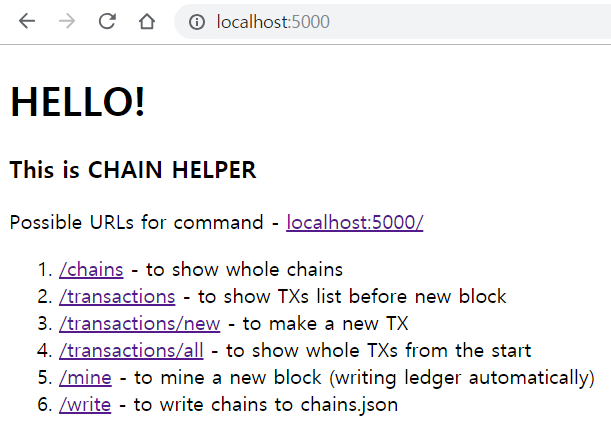 localhost:5000
HELLO!
This is CHAIN HELPER
Possible URLs for command - localhost:5000/
1. /chains - to show whole chains
2. /transactions - to show TXs list before new block
3. /transactions/new - to make a new TX
4. /transactions/all - to show whole TXs from the start
5. /mine - to mine a new block (writing ledger automatically)
6. /write - to write chains to chains.json